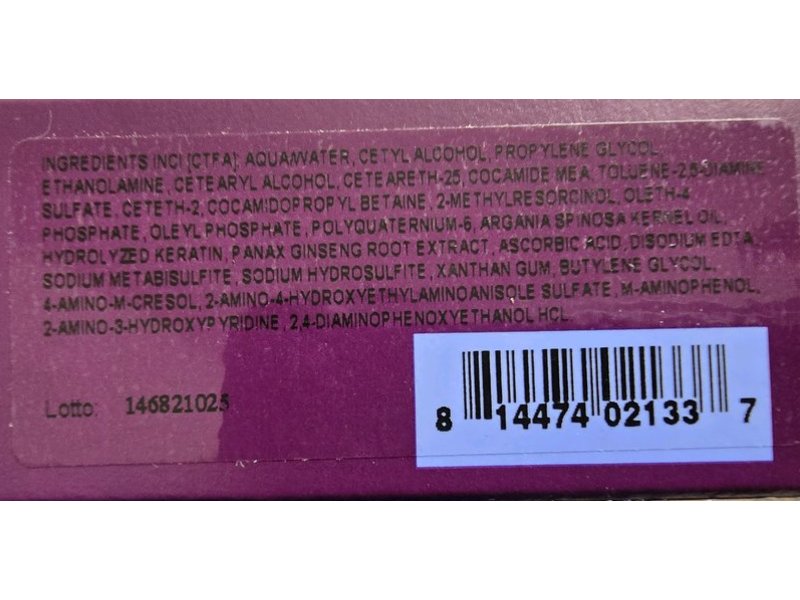 INGREDIENTS INCI [CTFA]: AQUA/WATER, CETYL ALCOHOL, PROPYLENE GLYCOL,
ETHANOLAMINE, CETEARYL ALCOHOL, CETEARETH-25, COCAMIDE MEA, TOLUENE-2,5-DIAMINE
SULFATE, CETETH-2, COCAMIDOPROPYL BETAINE, 2-METHYLRESORCINOL, OLETH-4
PHOSPHATE, OLEYL PHOSPHATE, POLYQUATERNIUM-6, ARGANIA SPINOSA KERNEL OIL,
HYDROLYZED KERATIN, PANAX GINSENG ROOT EXTRACT, ASCORBIC ACID, DISODIUM EDTA,
SODIUM METABISULFITE, SODIUM HYDROSULFITE, XANTHAN GUM, BUTYLENE GLYCOL,
4-AMINO-M-CRESOL, 2-AMINO-4-HYDROXYETHYLAMINOANISOLE SULFATE, M-AMINOPHENOL,
2-AMINO-3-HYDROXYPYRIDINE, 2,4-DIAMINOPHENOXYETHANOL HCL.
Lotto: 146821025
8 14474 02133 7